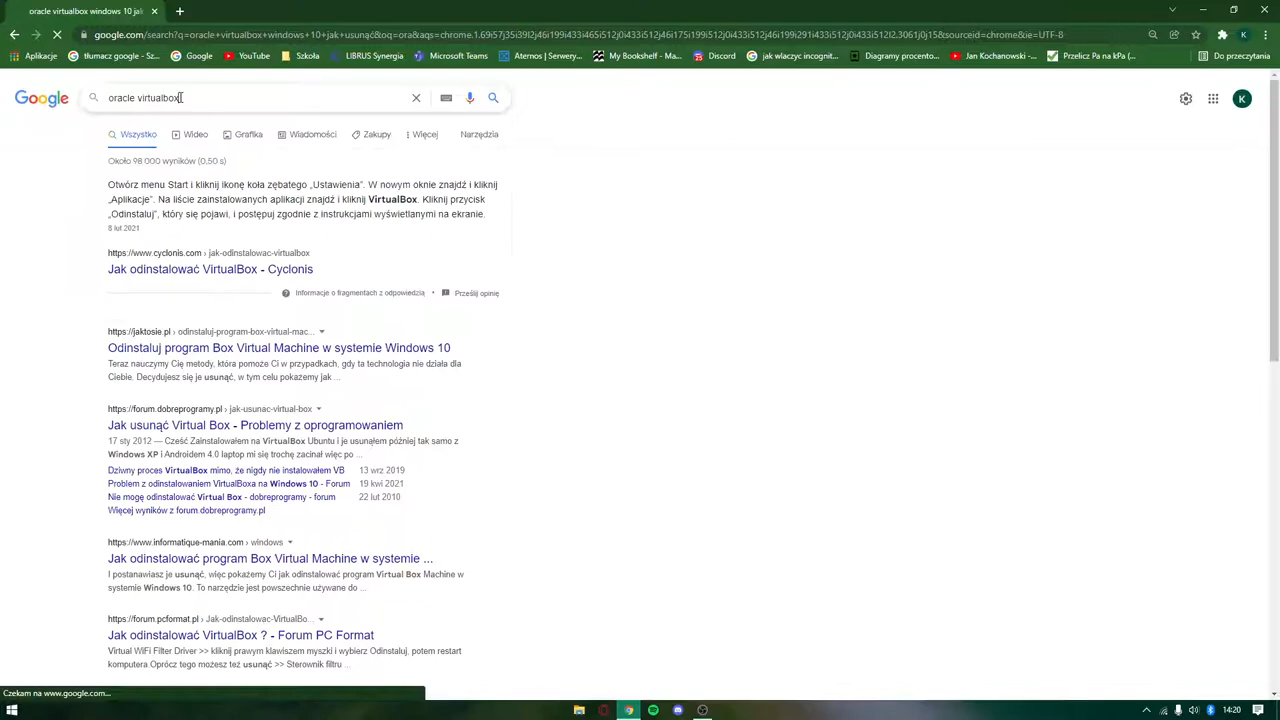 oracle virtualbox windows 10 jak
google.com/search?q=oracle+virtualbox+windows+10+jak+usunąć&oq=ora&aqs=chrome.
Aplikacje
tłumacz google - Sz...
Google
YouTube
Szkoła
LIBRUS Synergia
Translate
Twitch
Aternos | Serwery...
My Bookshelf - Ma...
Discord
jak wlaczyc incognit...
Diagramy procento...
Jan Kochanowski...
Przelicz Pa na kPa (...
Do przeczytania
Google
oracle virtualbox
K
Wszystko
Wideo
Grafika
Wiadomości
Zakupy
Więcej
Narzędzia
Około 98 000 wyników (0,50 s)
Otwórz menu Start i kliknij ikonę koła zębatego „Ustawienia”. W nowym oknie znajdź i kliknij
„Aplikacje”. Na liście zainstalowanych aplikacji znajdź i kliknij VirtualBox. Kliknij przycisk
„Odinstaluj”, który się pojawi, i postępuj zgodnie z instrukcjami wyświetlanymi na ekranie.
8 lut 2021
https://www.cyclonis.com › jak-odinstalowac-virtualbox
Jak odinstalować VirtualBox - Cyclonis
Informacje o fragmentach z odpowiedzią • Prześlij opinię
https://jaktosie.pl › odinstaluj-program-box-virtual-mac...
Odinstaluj program Box Virtual Machine w systemie Windows 10
Teraz nauczymy Cię metody, która pomoże Ci w przypadkach, gdy ta technologia nie działa dla
Ciebie. Decydujesz się je usunąć, w tym celu pokażemy jak ...
https://forum.dobreprogramy.pl › jak-usunac-virtual-box
Jak usunąć Virtual Box - Problemy z oprogramowaniem
17 sty 2012 — Cześć Zainstalowałem na VirtualBox Ubuntu i je usunąłem później tak samo z
Windows XP i Androidem 4.0 laptop mi się trochę zacinał więc po ...
Dziwny proces VirtualBox mimo, że nigdy nie instalowałem VB 13 wrz 2019
Problem z odinstalowaniem VirtualBoxa na Windows 10 - Forum 19 kwi 2021
Nie mogę odinstalować Virtual Box - dobreprogramy - forum 22 lut 2010
Więcej wyników z forum.dobreprogramy.pl
https://www.informatique-mania.com › windows
Jak odinstalować program Box Virtual Machine w systemie ...
I postanawiasz je usunąć, więc pokażemy Ci jak odinstalować program Virtual Box Machine w
systemie Windows 10. To narzędzie jest powszechnie używane do ...
https://forum.pcformat.pl › Jak-odinstalowac-VirtualBo...
Jak odinstalować VirtualBox ? - Forum PC Format
Virtual WiFi Filter Driver >> kliknij prawym klawiszem myszki i wybierz Odinstaluj, potem restart
komputera.Oprócz tego możesz też usunąć >> Sterownik filtru ...
Czekam na www.google.com...
14:20